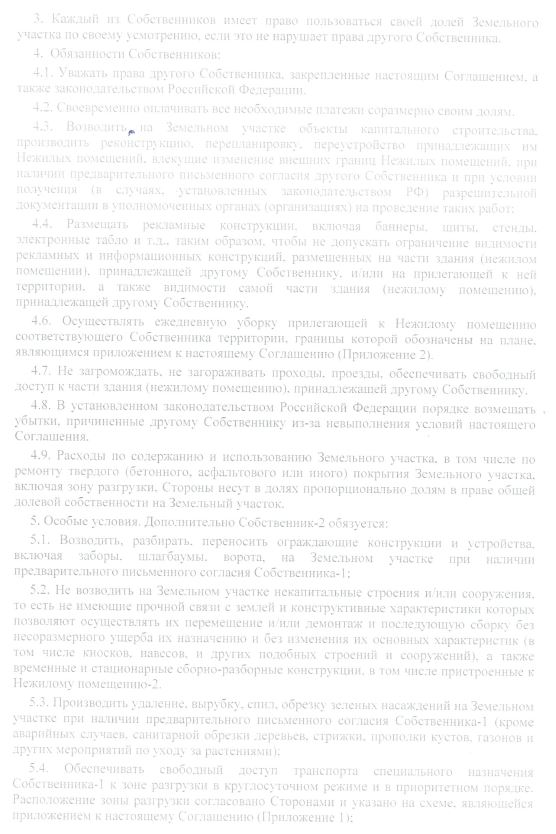 3. Каждый из Собственников имеет право пользоваться своей долей Земельного
участка по своему усмотрению, если это не нарушает права другого Собственника.
4. Обязанности Собственников:
4.1. Уважать права другого Собственника, закрепленные настоящим Соглашением, а
также законодательством Российской Федерации.
4.2. Своевременно оплачивать все необходимые платежи соразмерно своим долям.
4.3. Возводить на Земельном участке объекты капитального строительства,
производить реконструкцию, перепланировку, переустройство принадлежащих им
Нежилых помещений, влекущие изменение внешних границ Нежилых помещений, при
наличии предварительного письменного согласия другого Собственника и при условии
получения (в случаях, установленных законодательством РФ) разрешительной
документации в уполномоченных органах (организациях) на проведение таких работ;
4.4. Размещать рекламные конструкции, включая баннеры, щиты, стенды,
электронные табло и т.д., таким образом, чтобы не допускать ограничение видимости
рекламных и информационных конструкций, размещенных на части здания (нежилом
помещении), принадлежащей другому Собственнику, и/или на прилегающей к ней
территории, а также видимости самой части здания (нежилому помещению),
принадлежащей другому Собственнику.
4.6. Осуществлять ежедневную уборку прилегающей к Нежилому помещению
соответствующего Собственника территории, границы которой обозначены на плане,
являющимся приложением к настоящему Соглашению (Приложение 2).
4.7. Не загромождать, не загораживать проходы, проезды, обеспечивать свободный
доступ к части здания (нежилому помещению), принадлежащей другому Собственнику.
4.8. В установленном законодательством Российской Федерации порядке возмещать
убытки, причиненные другому Собственнику из-за невыполнения условий настоящего
Соглашения.
4.9. Расходы по содержанию и использованию Земельного участка, в том числе по
ремонту твердого (бетонного, асфальтового или иного) покрытия Земельного участка,
включая зону разгрузки, Стороны несут в долях пропорционально долям в праве общей
долевой собственности на Земельный участок.
5. Особые условия. Дополнительно Собственник-2 обязуется:
5.1. Возводить, разбирать, переносить ограждающие конструкции и устройства,
включая заборы, шлагбаумы, ворота, на Земельном участке при наличии
предварительного письменного согласия Собственника-1;
5.2. Не возводить на Земельном участке некапитальные строения и/или сооружения,
то есть не имеющие прочной связи с землей и конструктивные характеристики которых
позволяют осуществлять их перемещение и/или демонтаж и последующую сборку без
несоразмерного ущерба их назначению и без изменения их основных характеристик (в
том числе киосков, навесов, и других подобных строений и сооружений), а также
временные и стационарные сборно-разборные конструкции, в том числе пристроенные к
Нежилому помещению-2.
5.3. Производить удаление, вырубку, спил, обрезку зеленых насаждений на Земельном
участке при наличии предварительного письменного согласия Собственника-1 (кроме
аварийных случаев, санитарной обрезки деревьев, стрижки, прополки кустов, газонов и
других мероприятий по уходу за растениями);
5.4. Обеспечивать свободный доступ транспорта специального назначения
Собственника-1 к зоне разгрузки в круглосуточном режиме и в приоритетном порядке.
Расположение зоны разгрузки согласовано Сторонами и указано на схеме, являющейся
приложением к настоящему Соглашению (Приложение 1);